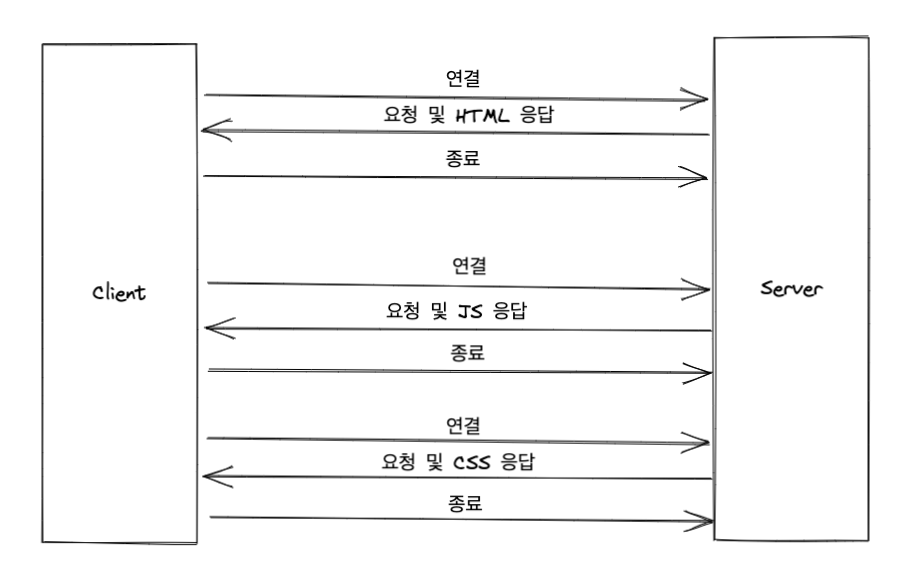 연결
요청 및 HTML 응답
종료
연결
Client
Server
요청 및 JS 응답
종료
연결
요청 및 CSS 응답
종료